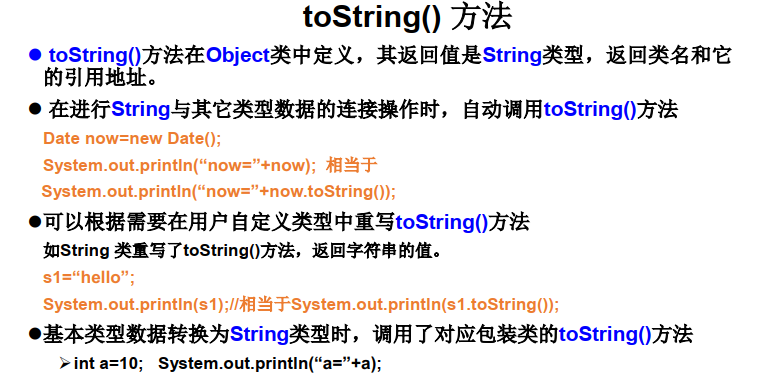 toString() 方法
● toString()方法在Object类中定义，其返回值是String类型，返回类名和它
的引用地址。
● 在进行String与其它类型数据的连接操作时，自动调用toString()方法
Date now=new Date();
System.out.println(“now=”+now); 相当于
System.out.println(“now=”+now.toString());
●可以根据需要在用户自定义类型中重写toString()方法
如String 类重写了toString()方法，返回字符串的值。
s1=“hello”;
System.out.println(s1);//相当于System.out.println(s1.toString());
●基本类型数据转换为String类型时，调用了对应包装类的toString()方法
➢int a=10; System.out.println(“a=”+a);